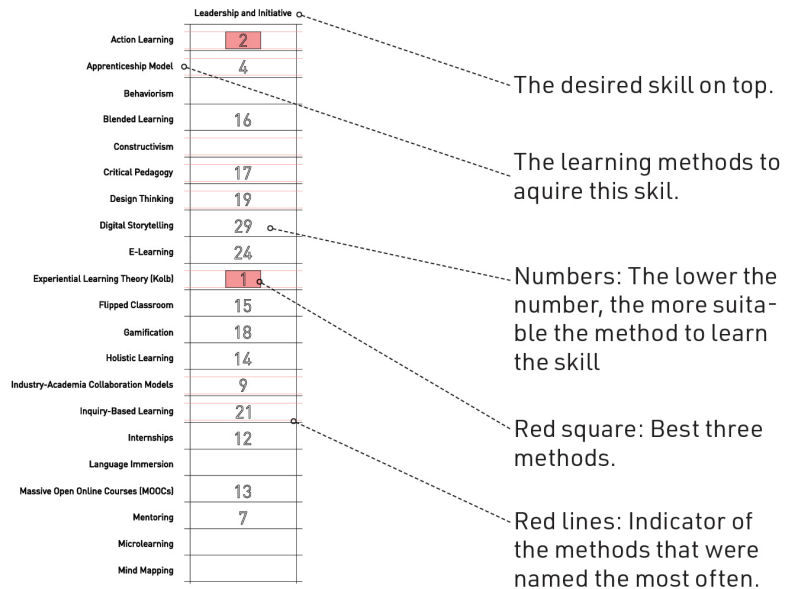 Leadership and Initiative
Action Learning 2
Apprenticeship Model 4
The desired skill on top.
Behaviorism
Blended Learning 16
Constructivism
Critical Pedagogy 17
The learning methods to
aquire this skil.
Design Thinking 19
Digital Storytelling 29
E-Learning 24
Experiential Learning Theory (Kolb) 1
Numbers: The lower the
number, the more suita-
ble the method to learn
the skill
Flipped Classroom 15
Gamification 18
Holistic Learning 14
Industry-Academia Collaboration Models 9
Inquiry-Based Learning 21
Internships 12
Red square: Best three
methods.
Language Immersion
Massive Open Online Courses (MOOCs) 13
Mentoring 7
Microlearning
Mind Mapping
Red lines: Indicator of
the methods that were
named the most often.